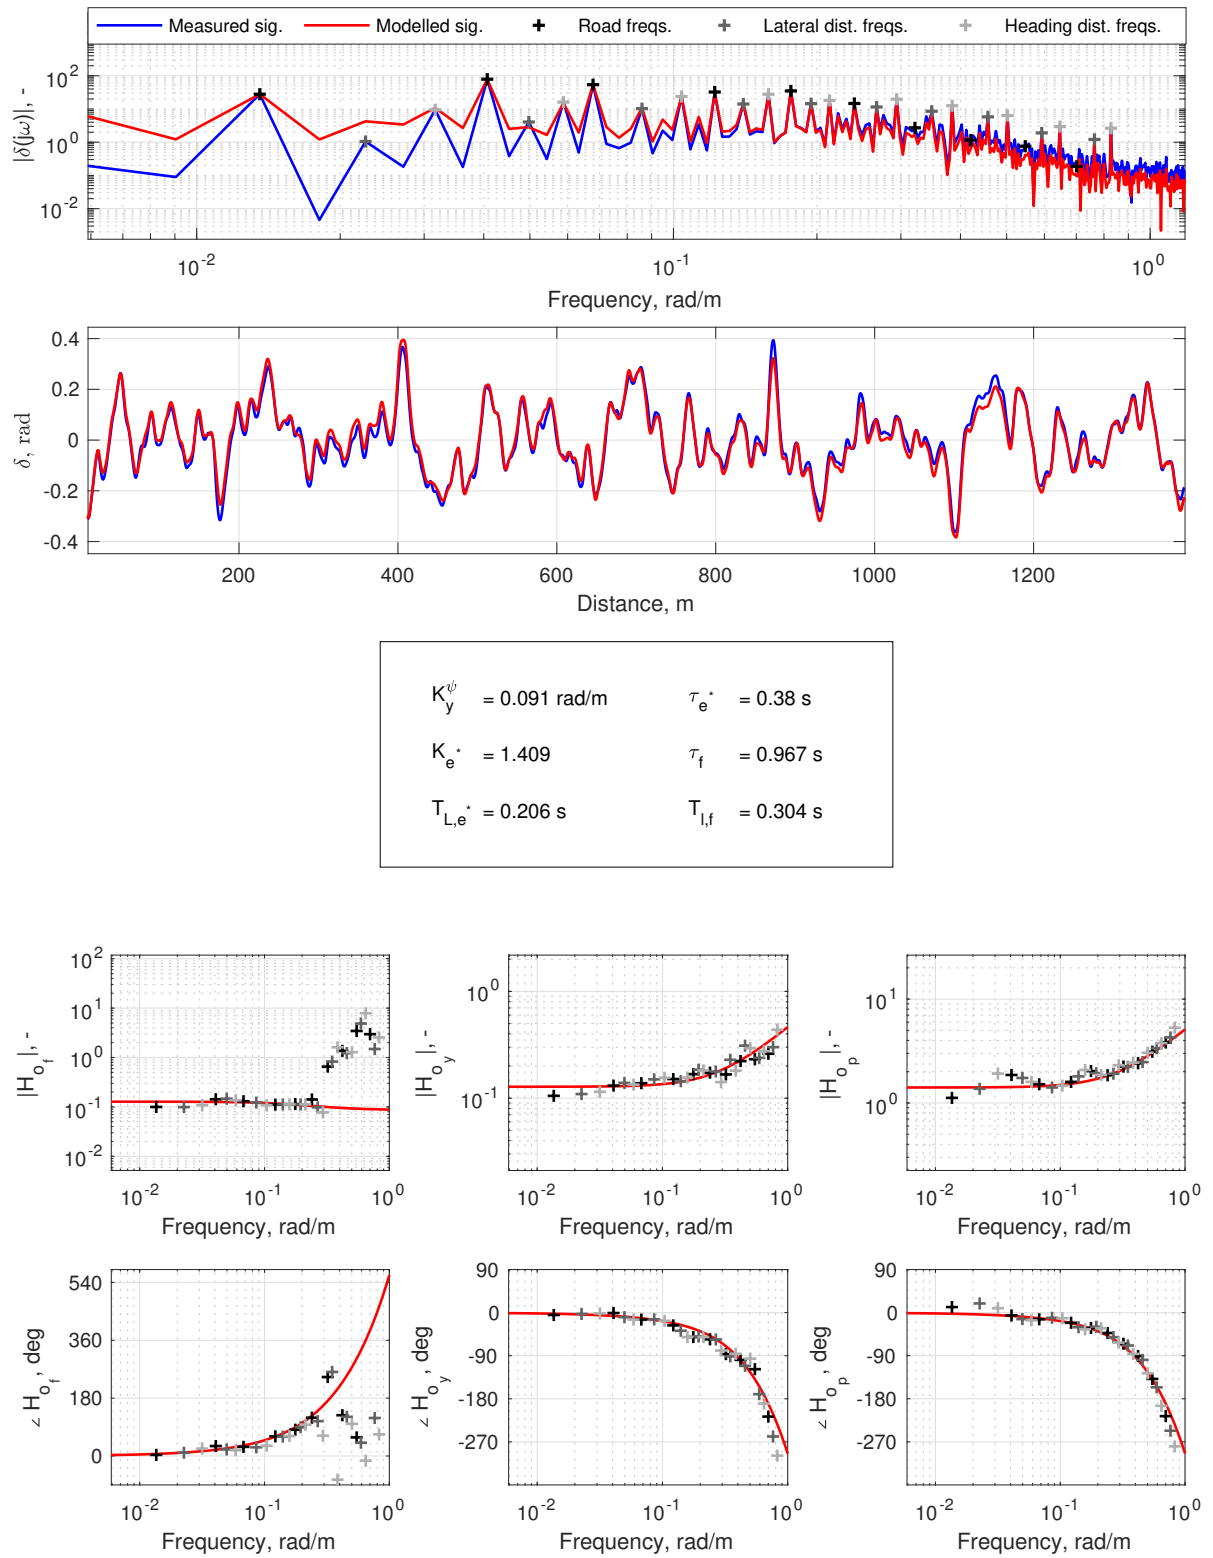 Measured sig. Modelled sig. Road freqs. Lateral dist. freqs. Heading dist. freqs.
|δ(jω)|, -
10^2
10^0
10^-2
10^-2 10^-1 10^0
Frequency, rad/m
δ, rad
0.4
0.2
0
-0.2
-0.4
200 400 600 800 1000 1200
Distance, m
K_y^ψ = 0.091 rad/m τ_e* = 0.38 s
K_e* = 1.409 τ_f = 0.967 s
T_L,e* = 0.206 s T_l,f = 0.304 s
|H_o_f|, -
10^2
10^1
10^0
10^-1
10^-2
10^-2 10^-1 10^0
Frequency, rad/m
|H_o_y|, -
10^0
10^-1
10^-2 10^-1 10^0
Frequency, rad/m
|H_o_p|, -
10^1
10^0
10^-2 10^-1 10^0
Frequency, rad/m
∠ H_o_f, deg
540
360
180
0
10^-2 10^-1 10^0
Frequency, rad/m
∠ H_o_y, deg
90
0
-90
-180
-270
10^-2 10^-1 10^0
Frequency, rad/m
∠ H_o_p, deg
90
0
-90
-180
-270
10^-2 10^-1 10^0
Frequency, rad/m